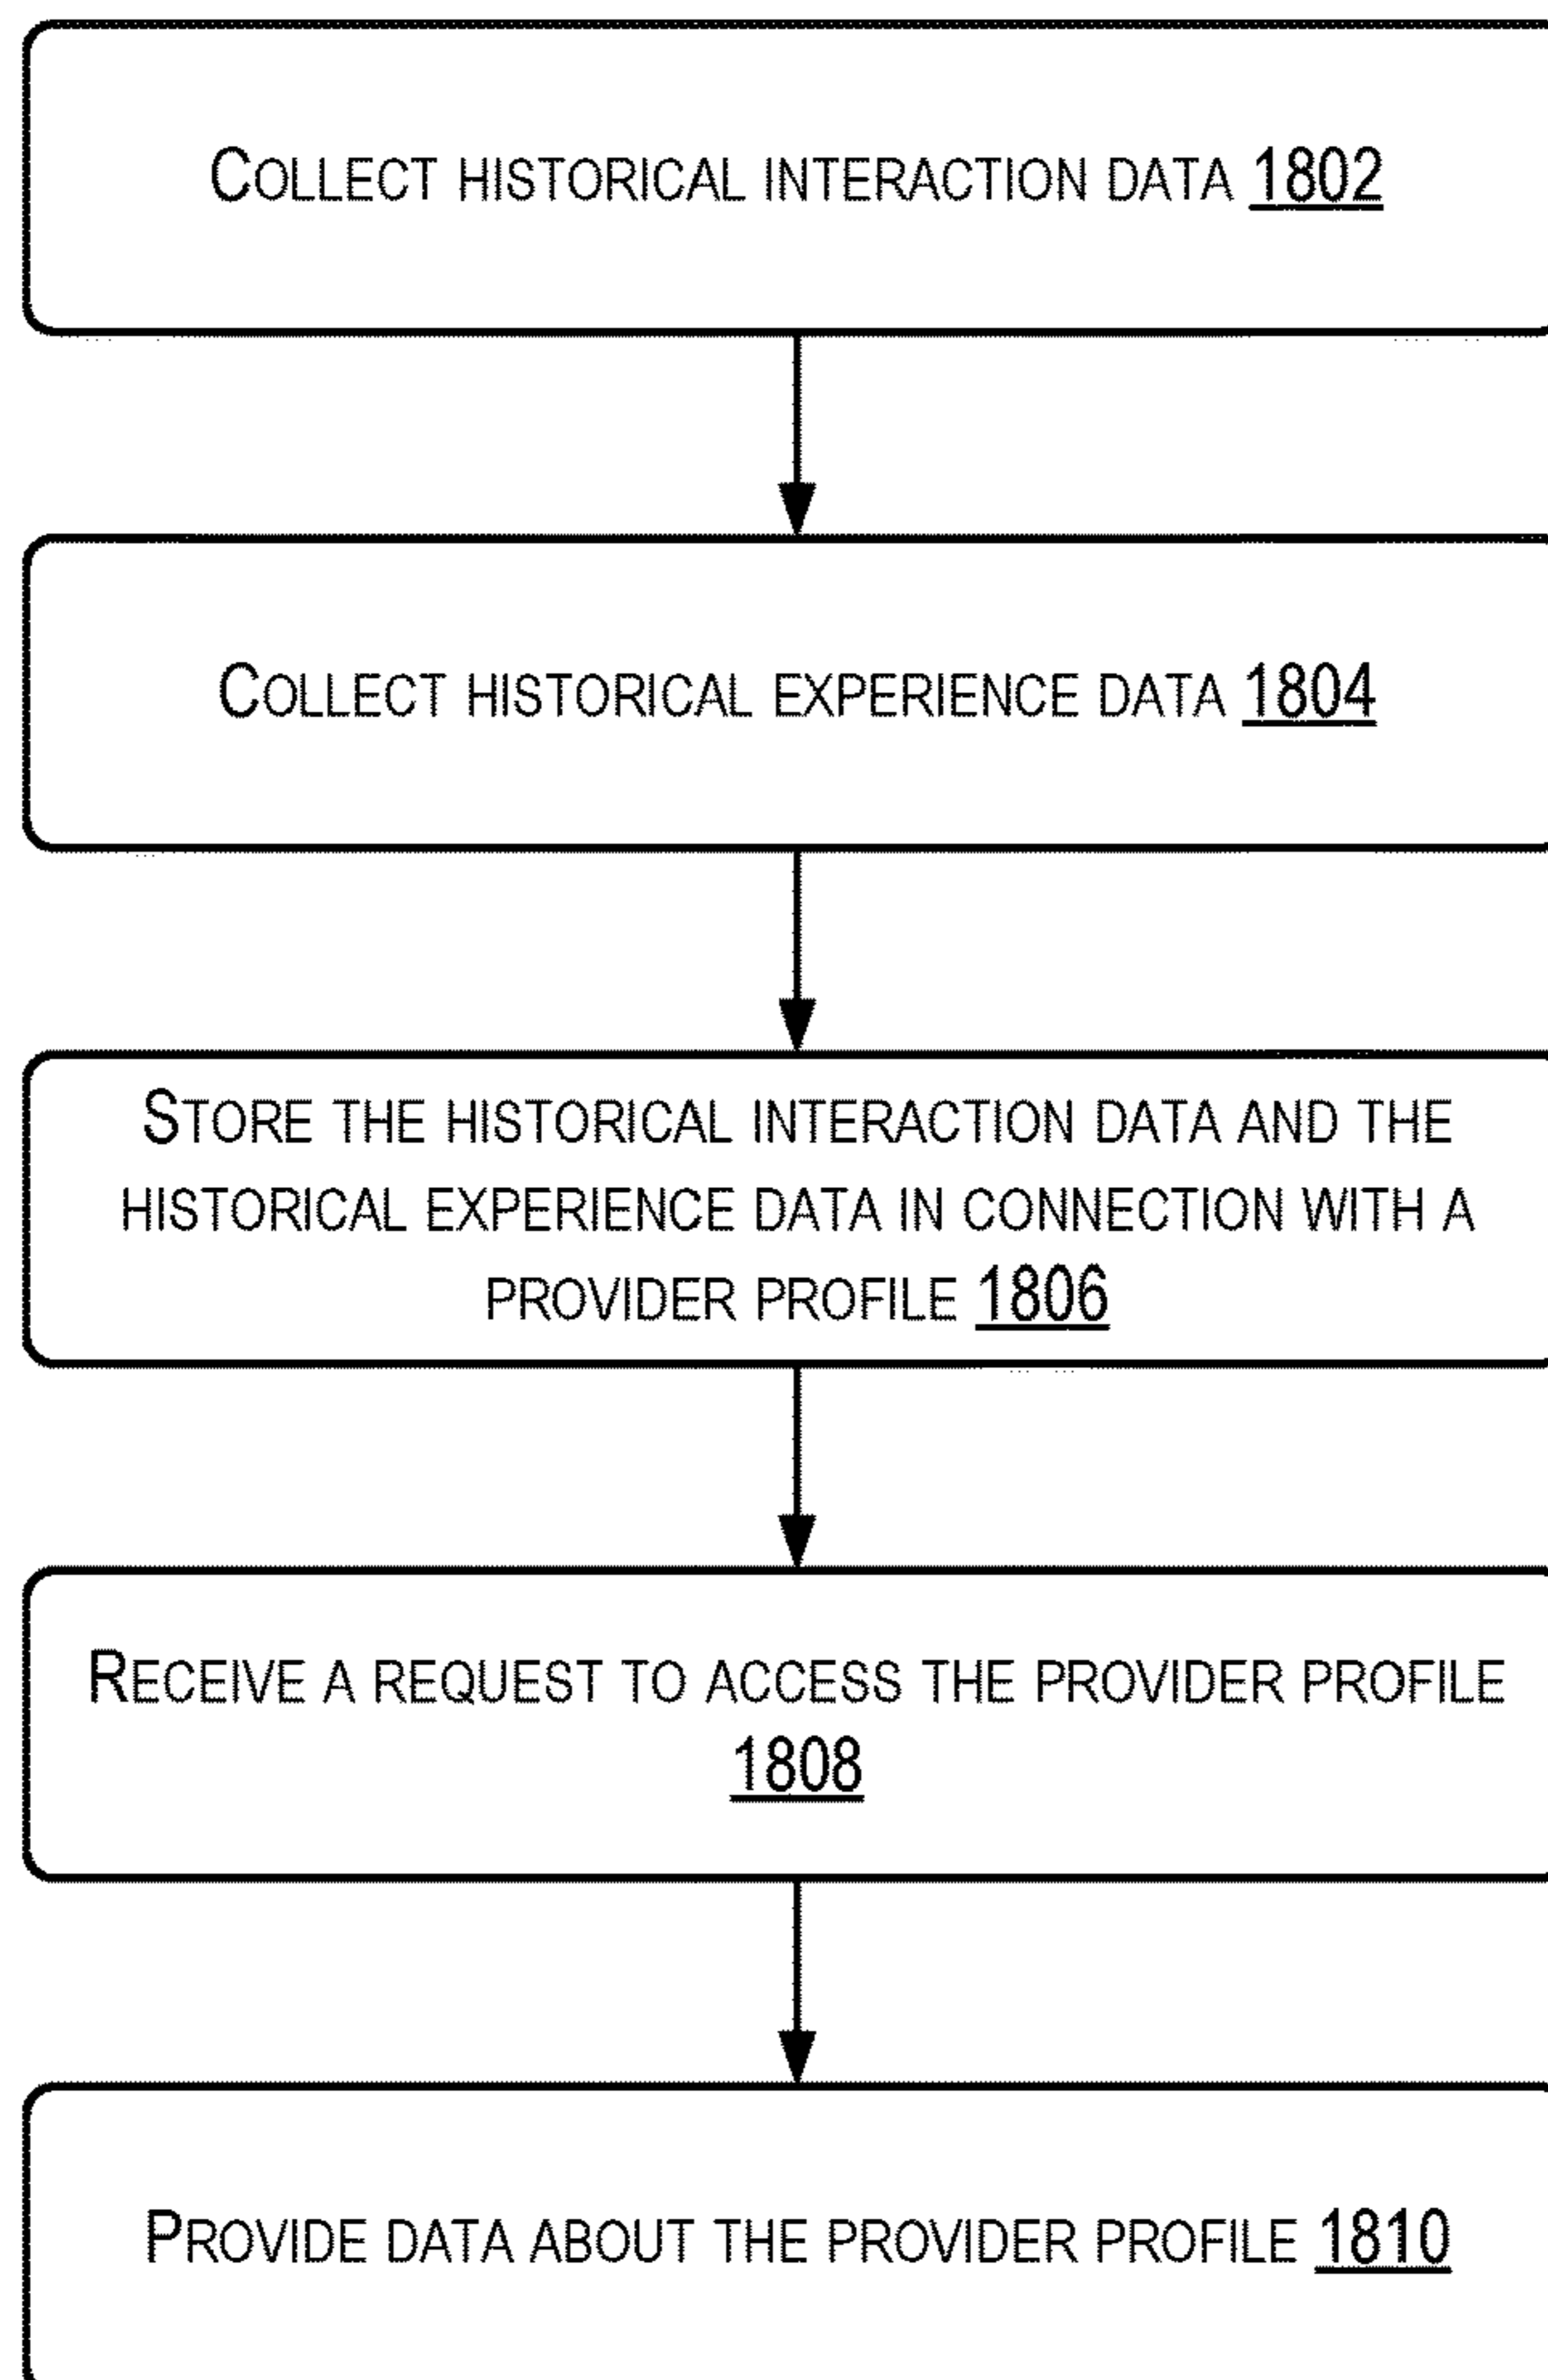 COLLECT HISTORICAL INTERACTION DATA 1802
COLLECT HISTORICAL EXPERIENCE DATA 1804
STORE THE HISTORICAL INTERACTION DATA AND THE
HISTORICAL EXPERIENCE DATA IN CONNECTION WITH A
PROVIDER PROFILE 1806
RECEIVE A REQUEST TO ACCESS THE PROVIDER PROFILE
1808
PROVIDE DATA ABOUT THE PROVIDER PROFILE 1810